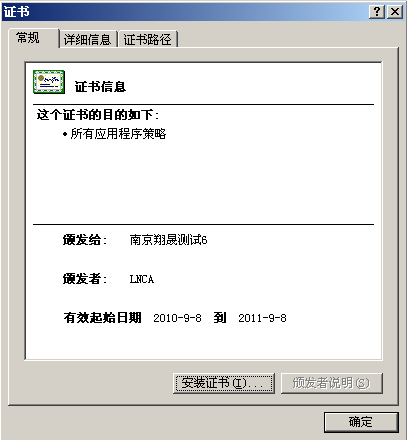 证书
常规 详细信息 证书路径
证书信息
这个证书的目的如下:
•所有应用程序策略
颁发给: 南京翔晟测试6
颁发者: LNCA
有效起始日期 2010-9-8 到 2011-9-8
安装证书(I)... 颁发者说明(S)
确定